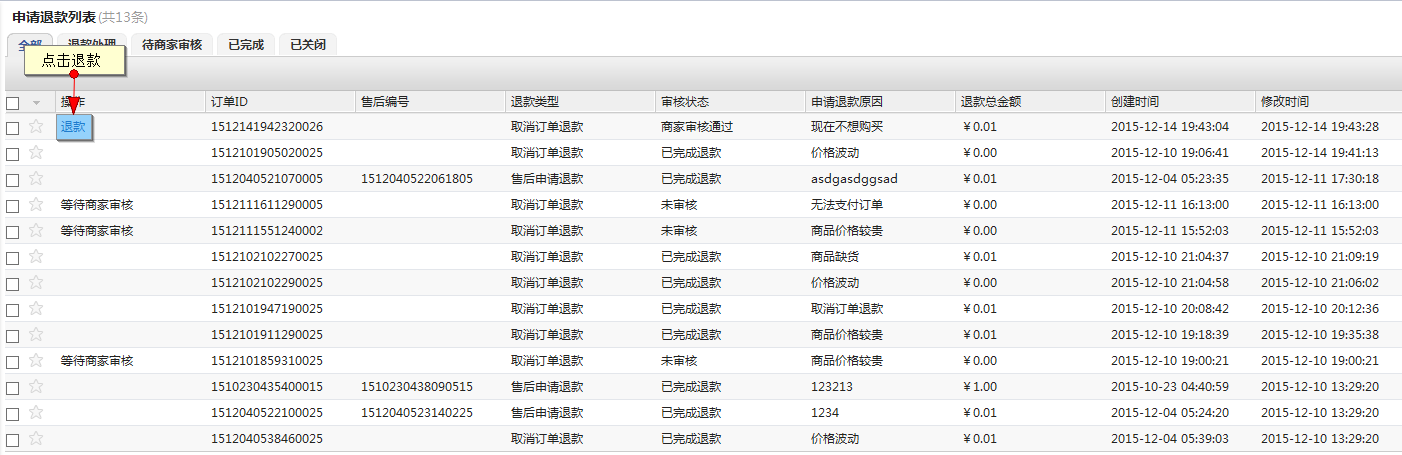 申请退款列表(共13条)
全部 退款处理 待商家审核 已完成 已关闭
点击退款
操作 订单ID 售后编号 退款类型 审核状态 申请退款原因 退款总金额 创建时间 修改时间
退款 1512141942320026 取消订单退款 商家审核通过 现在不想购买 ￥0.01 2015-12-14 19:43:04 2015-12-14 19:43:28
1512101905020025 取消订单退款 已完成退款 价格波动 ￥0.00 2015-12-10 19:06:41 2015-12-14 19:41:13
1512040521070005 1512040522061805 售后申请退款 已完成退款 asdgasdggsad ￥0.01 2015-12-04 05:23:35 2015-12-11 17:30:18
等待商家审核 1512111611290005 取消订单退款 未审核 无法支付订单 ￥0.00 2015-12-11 16:13:00 2015-12-11 16:13:00
等待商家审核 1512111551240002 取消订单退款 未审核 商品价格较贵 ￥0.00 2015-12-11 15:52:03 2015-12-11 15:52:03
1512102102270025 取消订单退款 已完成退款 商品缺货 ￥0.01 2015-12-10 21:04:37 2015-12-10 21:09:19
1512102102290025 取消订单退款 已完成退款 价格波动 ￥0.01 2015-12-10 21:04:58 2015-12-10 21:06:02
1512101947190025 取消订单退款 已完成退款 取消订单退款 ￥0.01 2015-12-10 20:08:42 2015-12-10 20:12:36
1512101911290025 取消订单退款 已完成退款 商品价格较贵 ￥0.01 2015-12-10 19:18:39 2015-12-10 19:35:38
等待商家审核 1512101859310025 取消订单退款 未审核 商品价格较贵 ￥0.00 2015-12-10 19:00:21 2015-12-10 19:00:21
1510230435400015 1510230438090515 售后申请退款 已完成退款 123213 ￥1.00 2015-10-23 04:40:59 2015-12-10 13:29:20
1512040522100025 1512040523140225 售后申请退款 已完成退款 1234 ￥0.01 2015-12-04 05:24:20 2015-12-10 13:29:20
1512040538460025 取消订单退款 已完成退款 价格波动 ￥0.01 2015-12-04 05:39:03 2015-12-10 13:29:20